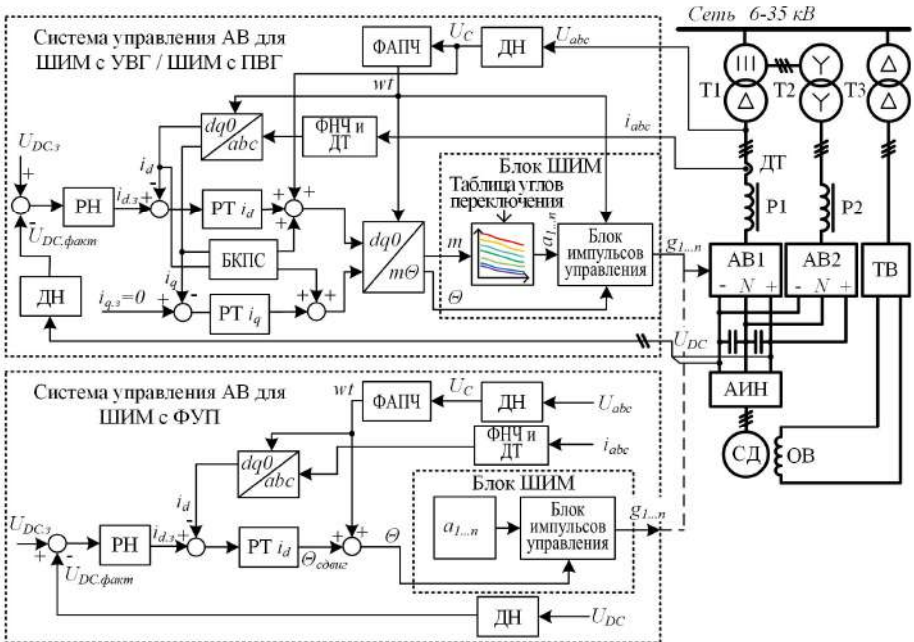 Сеть 6-35 кВ
Система управления АВ для
ШИМ с УВГ / ШИМ с ПВГ
ФАПЧ
U_C
ДН
U_abc
wt
T1
T2
T3
dq0
abc
ФНЧ и
ДТ
i_abc
U_DC.з
+
-
i_d
РН
i_d.з
+
-
РТ i_d
+
+
+
Блок ШИМ
Таблица углов
переключения
ДТ
P1
P2
-
U_DC.факт
БКПС
i_q
dq0
mΘ
m
a_1...n
Блок
импульсов
управления
g_1...n
АВ1
- N +
АВ2
- N +
ТВ
ДН
i_q.з=0
+
-
РТ i_q
+
+
Θ
U_DC
Система управления АВ для
ШИМ с ФУП
wt
ФАПЧ
U_C
ДН
U_abc
ФНЧ и
ДТ
i_abc
dq0
abc
АИН
СД
ОВ
Блок ШИМ
i_d
U_DC.з
+
-
РН
i_d.з
+
-
РТ i_d
Θ_сдвиг
+
+
Θ
a_1...n
Блок
импульсов
управления
g_1...n
U_DC.факт
ДН
U_DC